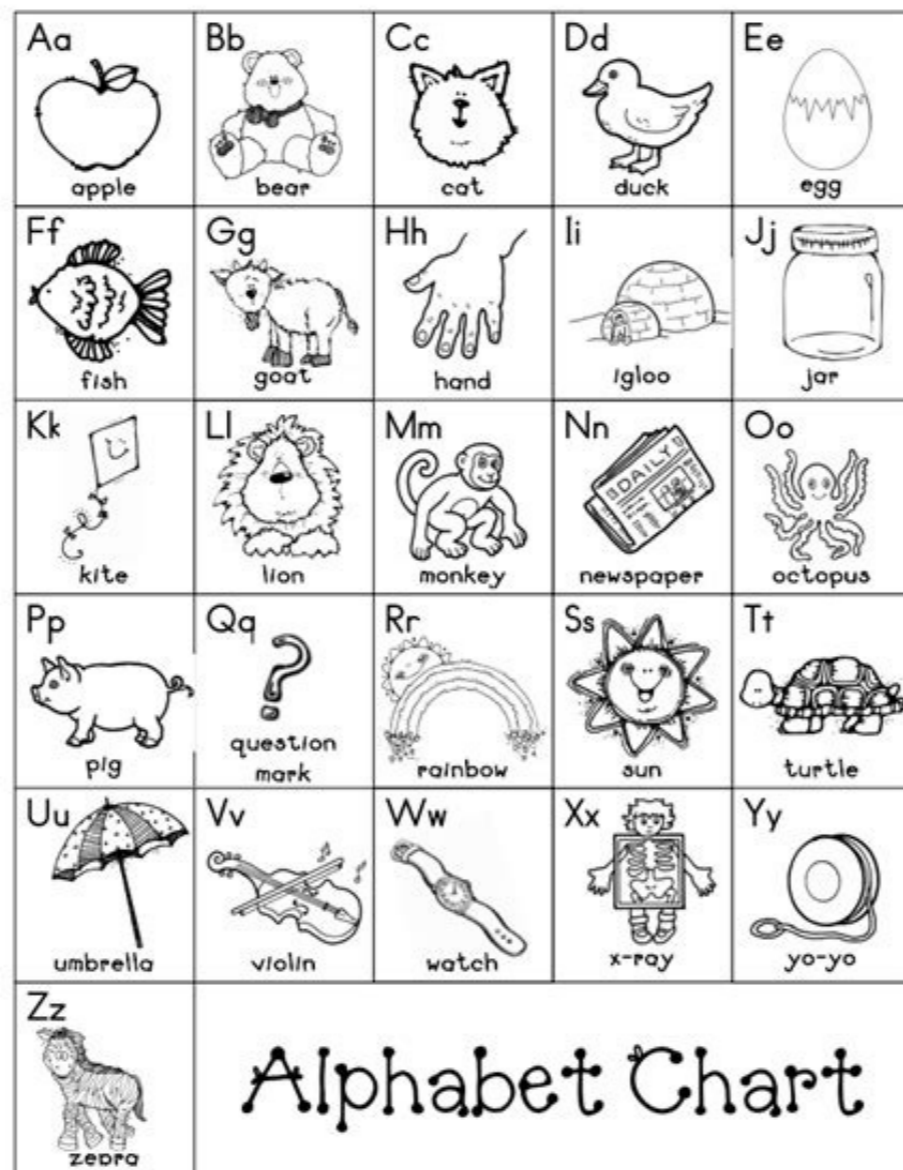 Aa
apple
Bb
bear
Cc
cat
Dd
duck
Ee
egg
Ff
fish
Gg
goat
Hh
hand
Ii
igloo
Jj
jar
Kk
kite
Ll
lion
Mm
monkey
Nn
DAILY
newspaper
Oo
octopus
Pp
pig
Qq
?
question
mark
Rr
rainbow
Ss
sun
Tt
turtle
Uu
umbrella
Vv
violin
Ww
watch
Xx
x-ray
Yy
yo-yo
Zz
zebra
Alphabet Chart